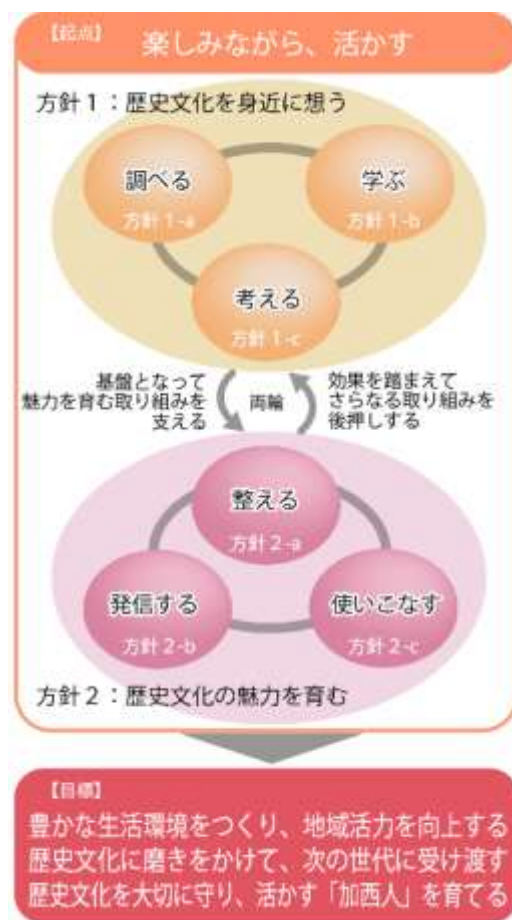 【起点】 楽しみながら、活かす
方針1：歴史文化を身近に想う
調べる
方針1-a
学ぶ
方針1-b
考える
方針1-c
基盤となって
魅力を育む取り組みを
支える
両輪
効果を踏まえて
さらなる取り組みを
後押しする
整える
方針2-a
発信する
方針2-b
使いこなす
方針2-c
方針2：歴史文化の魅力を育む
【目標】
豊かな生活環境をつくり、地域活力を向上する
歴史文化に磨きをかけて、次の世代に受け渡す
歴史文化を大切に守り、活かす「加西人」を育てる